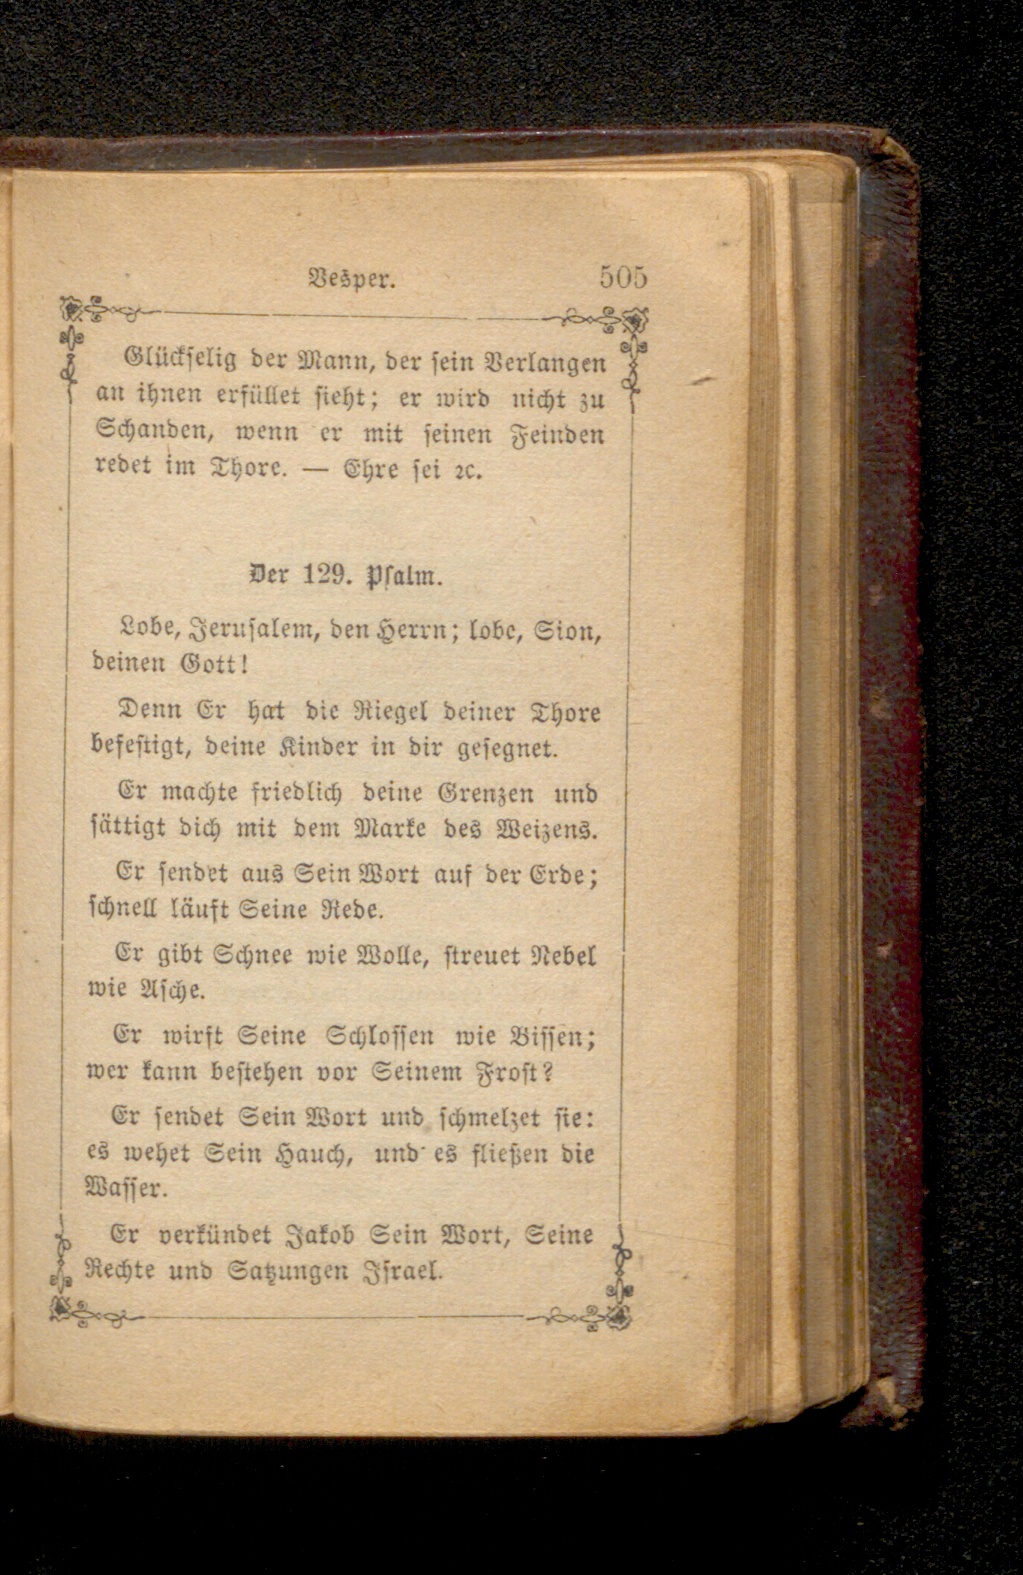 Vesper. 505
Glückselig der Mann, der sein Verlangen
an ihnen erfüllet sieht; er wird nicht zu
Schanden, wenn er mit seinen Feinden
redet im Thore. — Ehre sei ꝛc.
Der 129. Psalm.
Lobe, Jerusalem, den Herrn; lobe, Sion,
deinen Gott!
Denn Er hat die Riegel deiner Thore
befestigt, deine Kinder in dir gesegnet.
Er machte friedlich deine Grenzen und
sättigt dich mit dem Marke des Weizens.
Er sendet aus Sein Wort auf der Erde;
schnell läuft Seine Rede.
Er gibt Schnee wie Wolle, streuet Nebel
wie Asche.
Er wirft Seine Schlossen wie Bissen;
wer kann bestehen vor Seinem Frost?
Er sendet Sein Wort und schmelzet sie:
es wehet Sein Hauch, und es fließen die
Wasser.
Er verkündet Jakob Sein Wort, Seine
Rechte und Satzungen Israel.